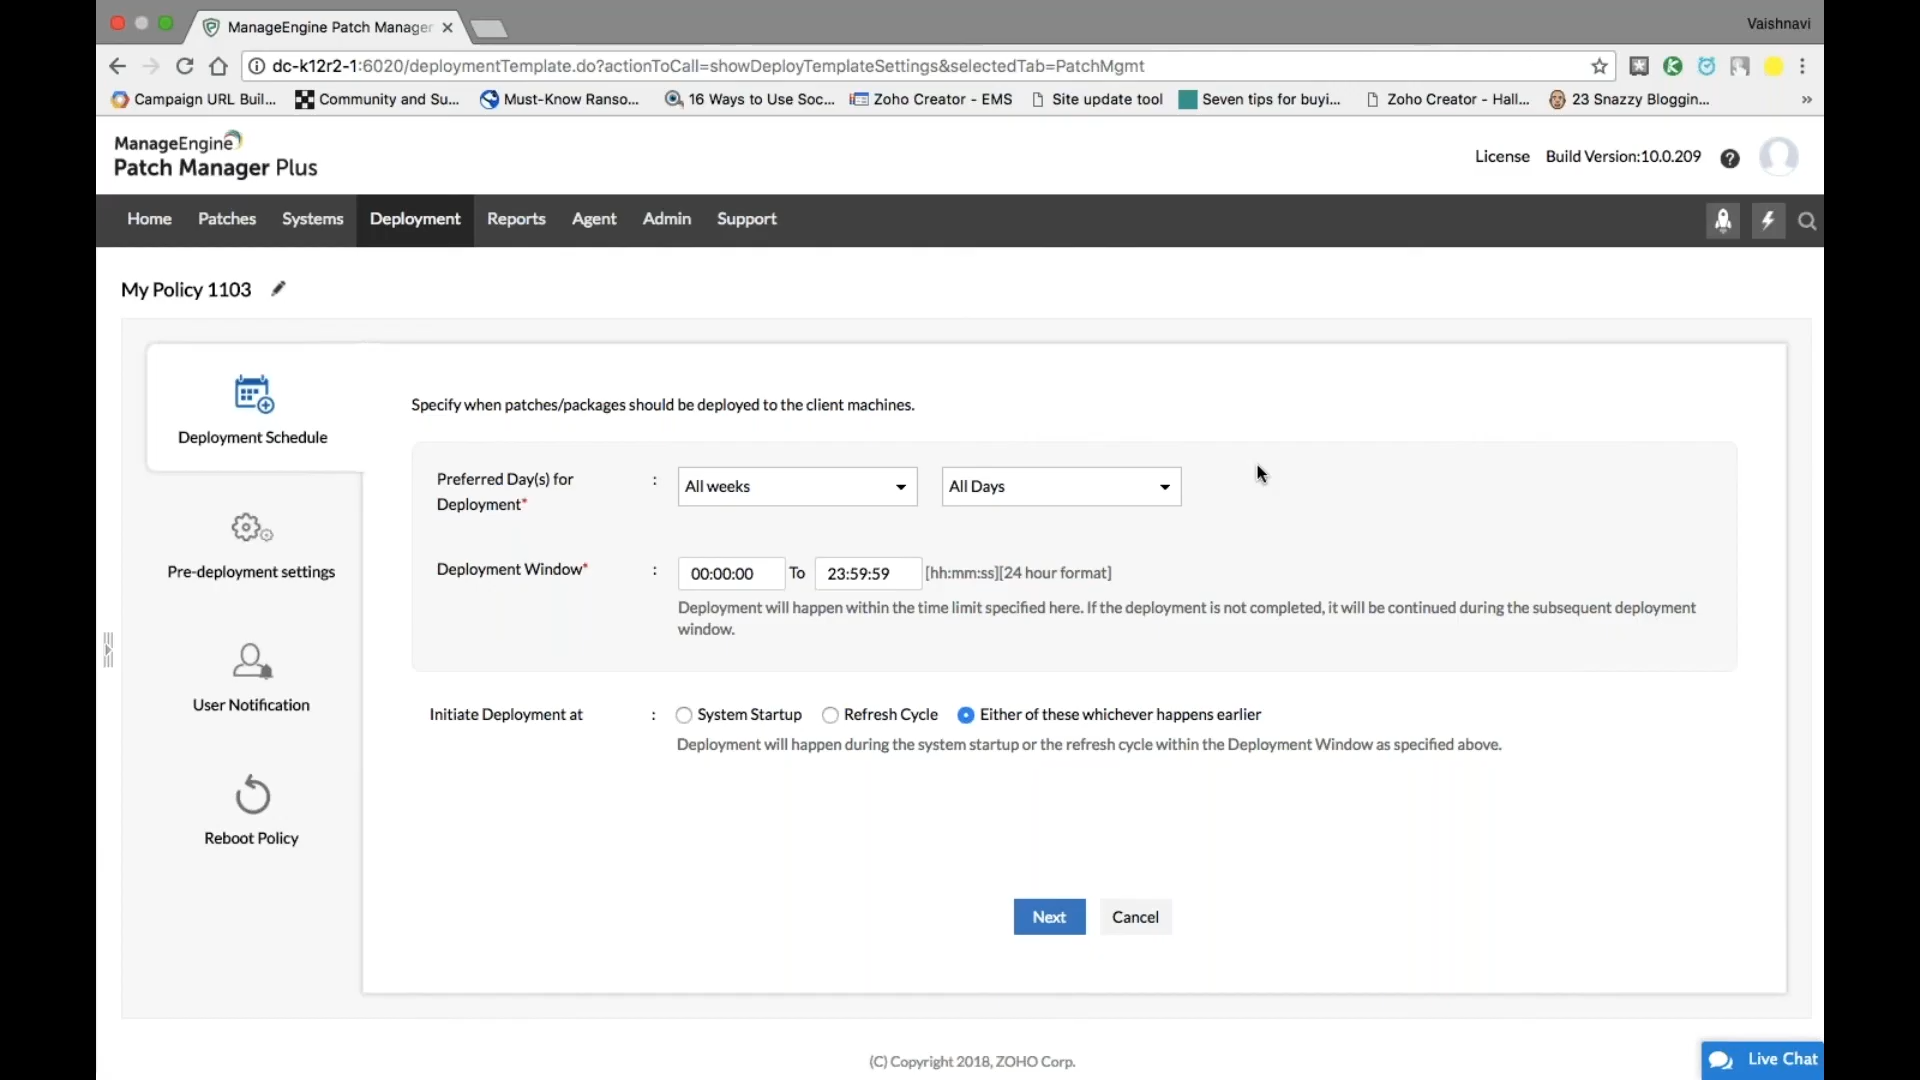 ManageEngine Patch Manager
Vaishnavi
dc-k12r2-1:6020/deploymentTemplate.do?actionToCall=showDeployTemplateSettings&selectedTab=PatchMgmt
Campaign URL Buil... Community and Su... Must-Know Ranso... 16 Ways to Use Soc... Zoho Creator - EMS Site update tool Seven tips for buyi... Zoho Creator - Hall... 23 Snazzy Bloggin... »
ManageEngine
Patch Manager Plus
License Build Version:10.0.209 ?
Home Patches Systems Deployment Reports Agent Admin Support
My Policy 1103
Deployment Schedule
Pre-deployment settings
User Notification
Reboot Policy
Specify when patches/packages should be deployed to the client machines.
Preferred Day(s) for
Deployment*
: All weeks All Days
Deployment Window* : 00:00:00 To 23:59:59 [hh:mm:ss][24 hour format]
Deployment will happen within the time limit specified here. If the deployment is not completed, it will be continued during the subsequent deployment
window.
Initiate Deployment at : System Startup Refresh Cycle Either of these whichever happens earlier
Deployment will happen during the system startup or the refresh cycle within the Deployment Window as specified above.
Next Cancel
(C) Copyright 2018, ZOHO Corp.
Live Chat